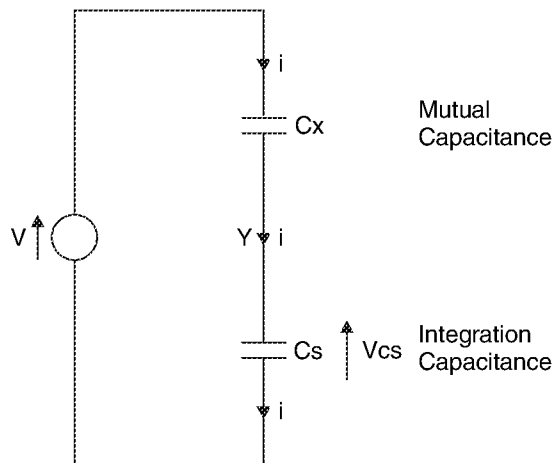 i
Cx
Mutual
Capacitance
V
Y
i
Cs
Vcs
Integration
Capacitance
i